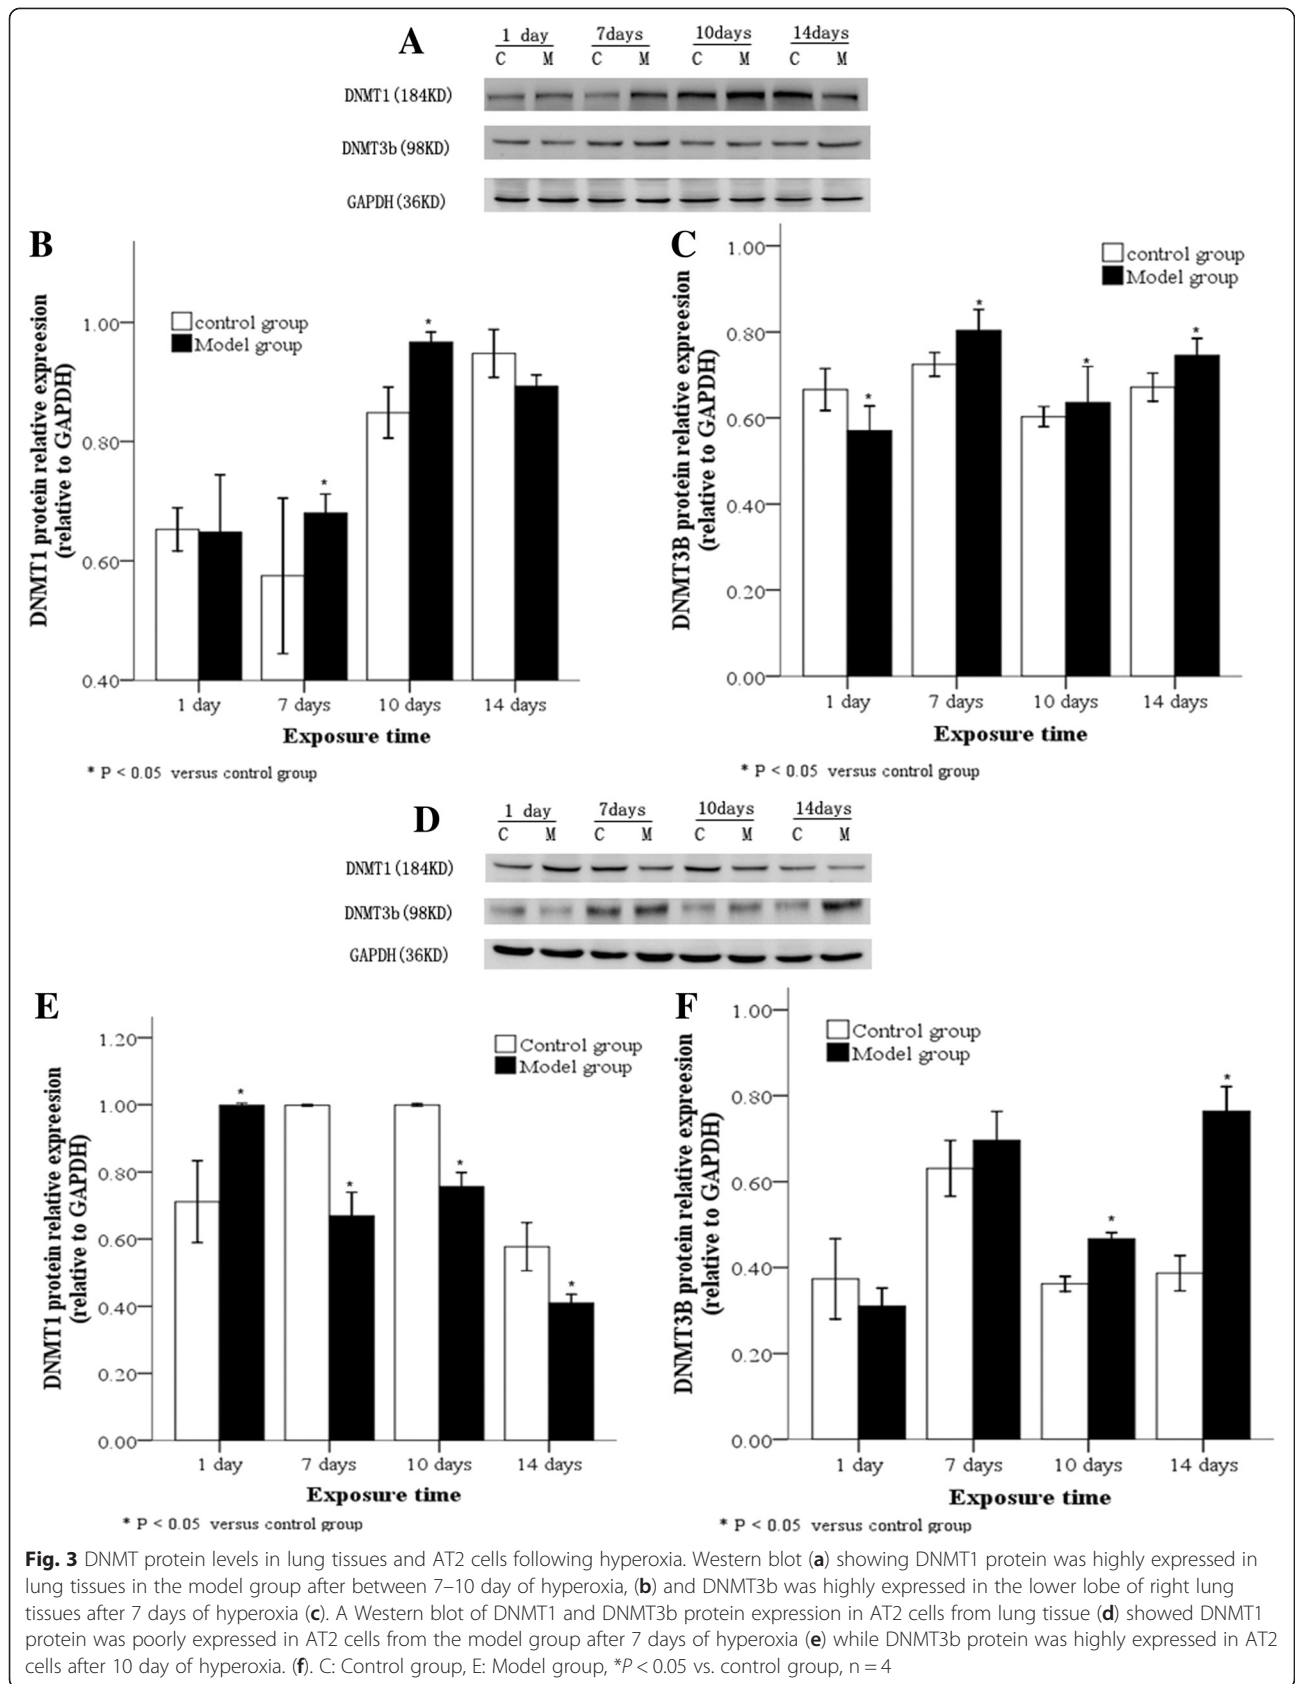 A
1 day 7days 10days 14days
C M C M C M C M
DNMT1(184KD)
DNMT3b(98KD)
GAPDH(36KD)
B
DNMT1 protein relative expreesion
(relative to GAPDH)
1.00
0.80
0.60
0.40
control group
Model group
*
*
1 day 7 days 10 days 14 days
Exposure time
* P < 0.05 versus control group
C
DNMT3B protein relative expreesion
(relative to GAPDH)
1.00
0.80
0.60
0.40
0.20
0.00
control group
Model group
*
*
*
*
1 day 7 days 10 days 14 days
Exposure time
* P < 0.05 versus control group
D
1 day 7days 10days 14days
C M C M C M C M
DNMT1(184KD)
DNMT3b(98KD)
GAPDH(36KD)
E
DNMT1 protein relative expreesion
(relative to GAPDH)
1.20
1.00
0.80
0.60
0.40
0.20
0.00
Control group
Model group
*
*
*
*
1 day 7 days 10 days 14 days
Exposure time
* P < 0.05 versus control group
F
DNMT3B protein relative expreesion
(relative to GAPDH)
1.00
0.80
0.60
0.40
0.20
0.00
Control group
Model group
*
*
1 day 7 days 10 days 14 days
Exposure time
* P < 0.05 versus control group
Fig. 3 DNMT protein levels in lung tissues and AT2 cells following hyperoxia. Western blot (a) showing DNMT1 protein was highly expressed in
lung tissues in the model group after between 7–10 day of hyperoxia, (b) and DNMT3b was highly expressed in the lower lobe of right lung
tissues after 7 days of hyperoxia (c). A Western blot of DNMT1 and DNMT3b protein expression in AT2 cells from lung tissue (d) showed DNMT1
protein was poorly expressed in AT2 cells from the model group after 7 days of hyperoxia (e) while DNMT3b protein was highly expressed in AT2
cells after 10 day of hyperoxia. (f). C: Control group, E: Model group, *P < 0.05 vs. control group, n = 4